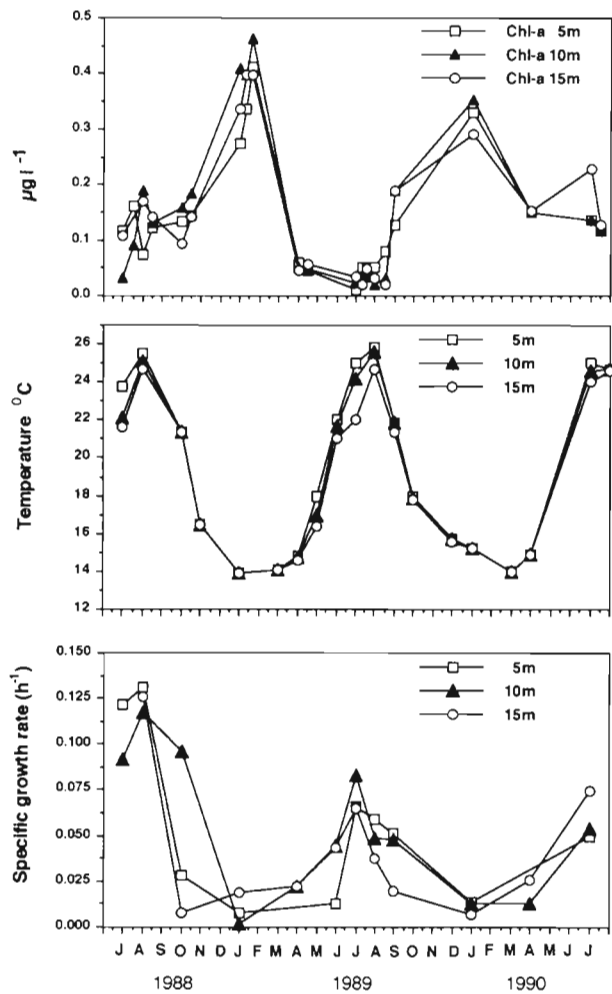 0.5
0.4
0.3
0.2
0.1
0.0
µg l⁻¹
Chl-a 5m
Chl-a 10m
Chl-a 15m
26
24
22
20
18
16
14
12
Temperature ⁰C
5m
10m
15m
0.150
0.125
0.100
0.075
0.050
0.025
0.000
Specific growth rate (h⁻¹)
5m
10m
15m
J A S O N D J F M A M J J A S O N D J F M A M J J
1988 1989 1990